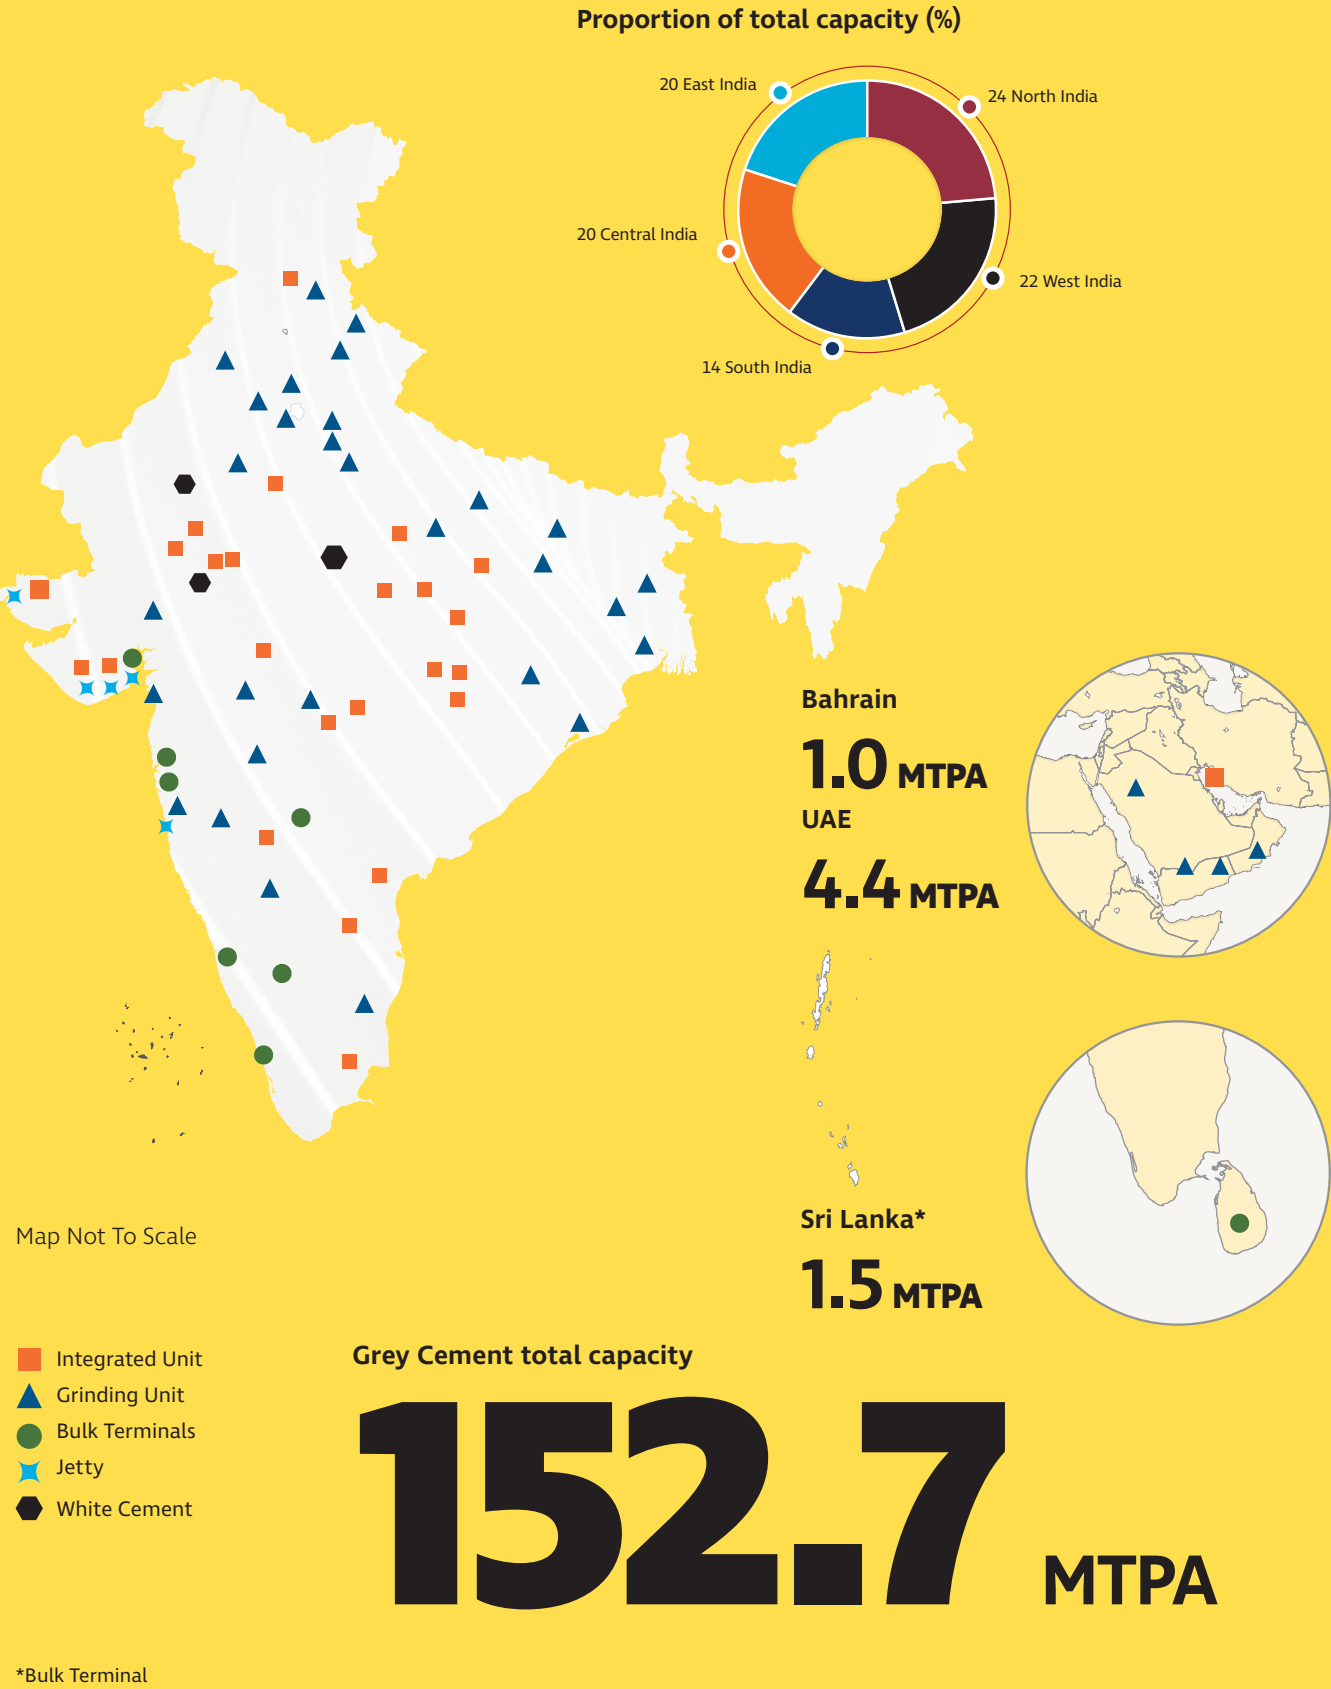 Proportion of total capacity (%)
20 East India
24 North India
20 Central India
22 West India
14 South India
Bahrain
1.0 MTPA
UAE
4.4 MTPA
Sri Lanka*
1.5 MTPA
Map Not To Scale
Integrated Unit
Grinding Unit
Bulk Terminals
Jetty
White Cement
Grey Cement total capacity
152.7 MTPA
*Bulk Terminal